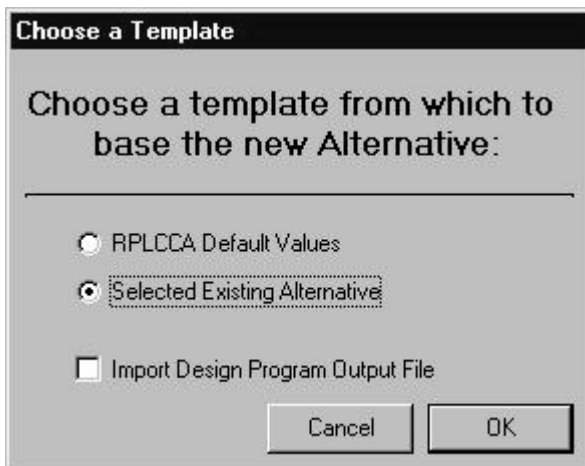 Choose a Template
Choose a template from which to
base the new Alternative:
RPLCCA Default Values
Selected Existing Alternative
Import Design Program Output File
Cancel
OK